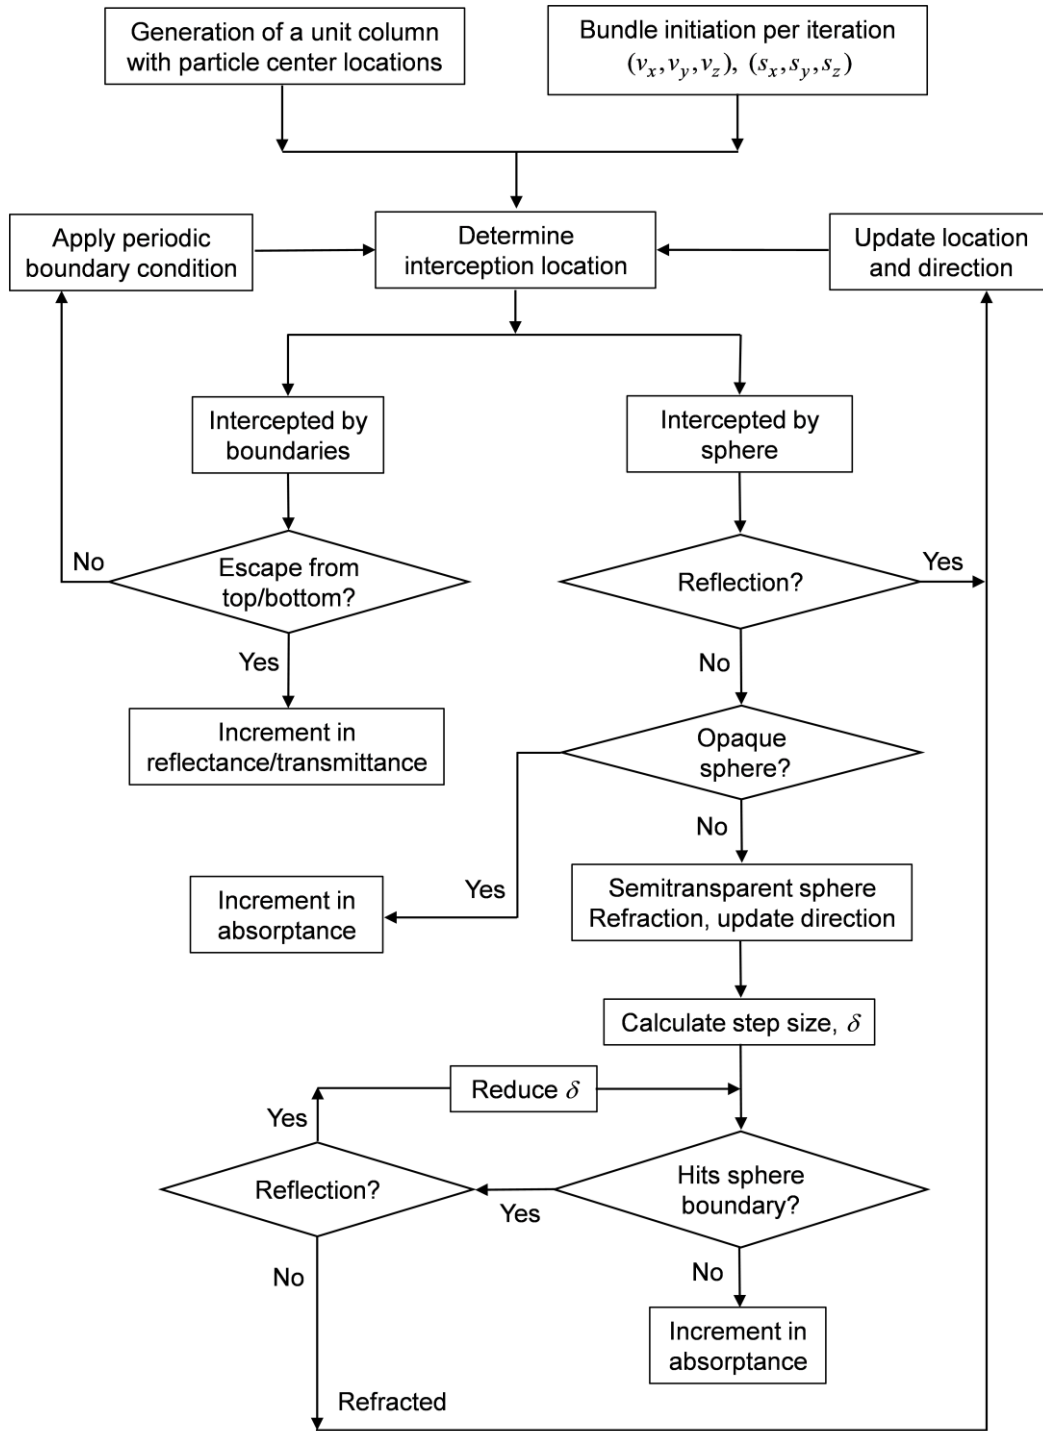 Generation of a unit column
with particle center locations
Bundle initiation per iteration
(v_x, v_y, v_z), (s_x, s_y, s_z)
Apply periodic
boundary condition
Determine
interception location
Update location
and direction
Intercepted by
boundaries
Intercepted by
sphere
No
Escape from
top/bottom?
Reflection?
Yes
Yes
No
Increment in
reflectance/transmittance
Opaque
sphere?
No
Yes
Increment in
absorptance
Semitransparent sphere
Refraction, update direction
Calculate step size, δ
Reduce δ
Yes
Reflection?
Hits sphere
boundary?
Yes
No
No
Increment in
absorptance
Refracted